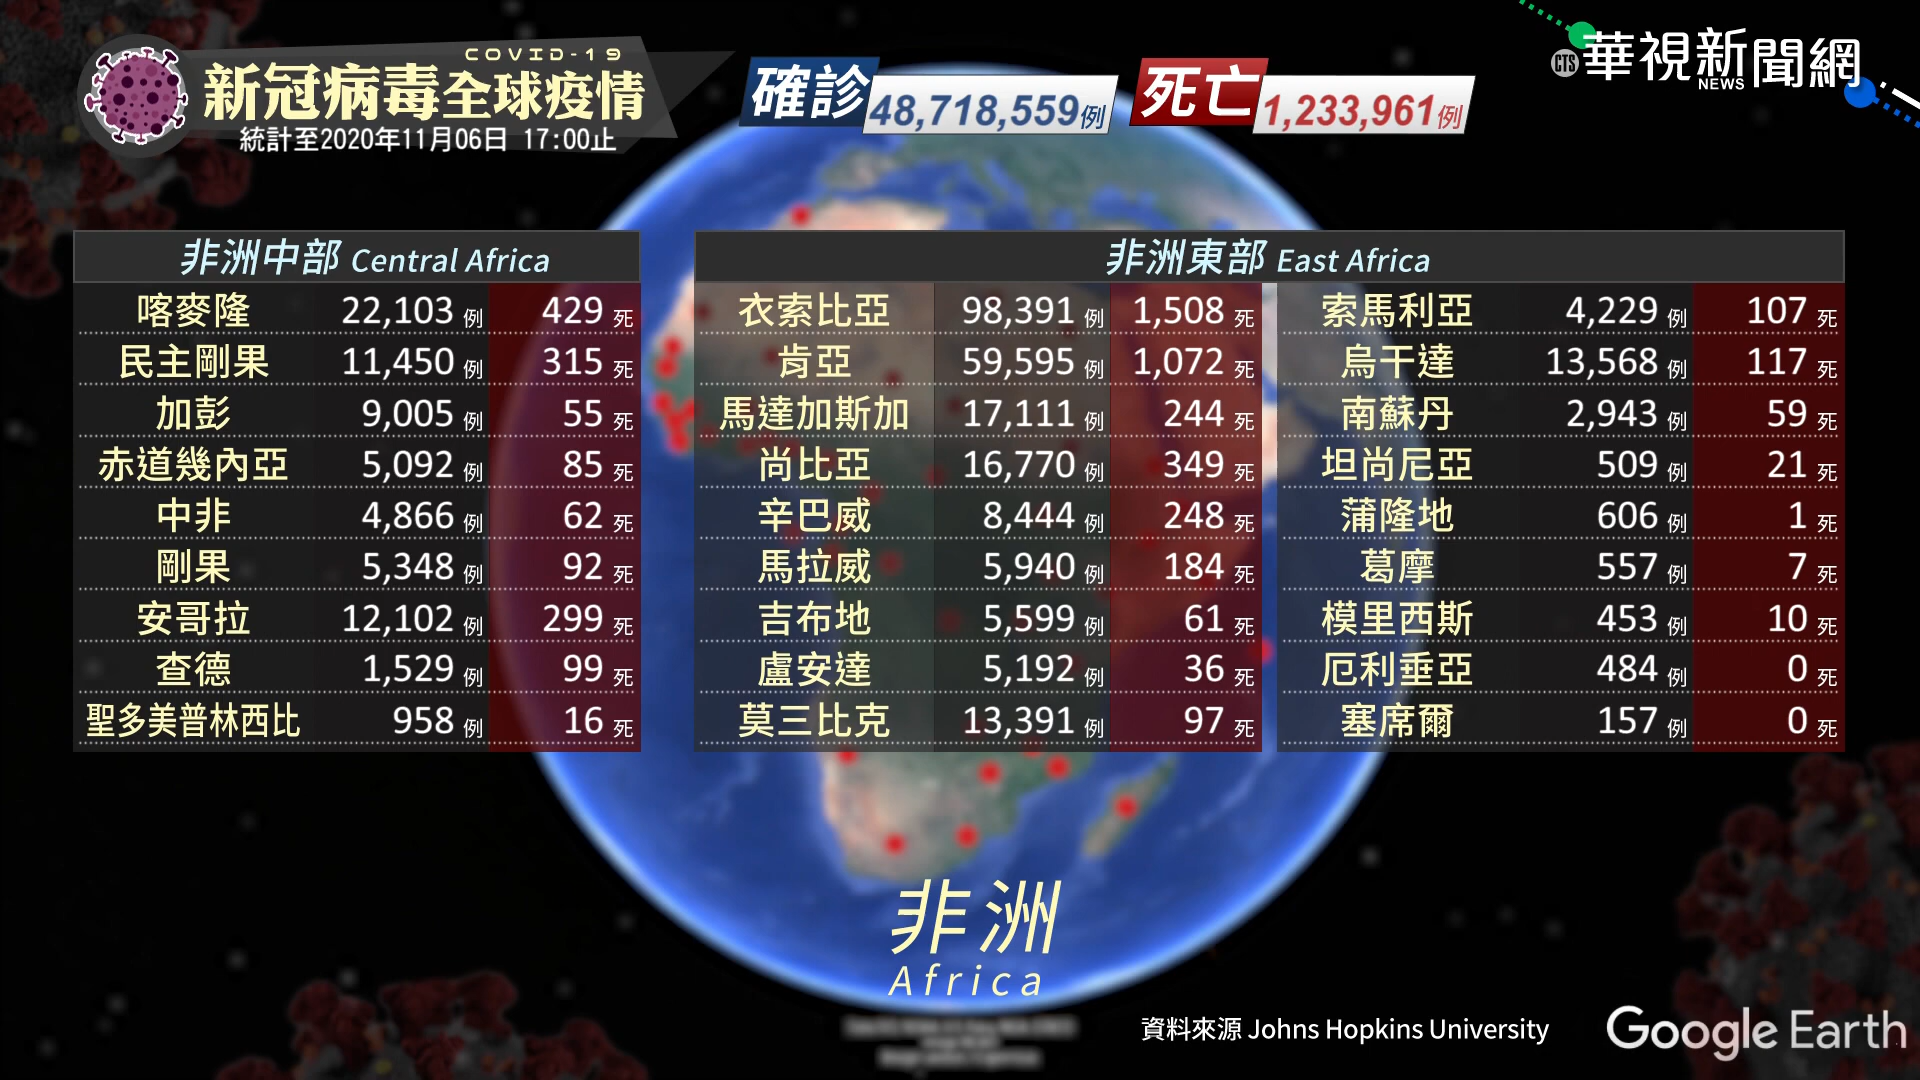 COVID-19
新冠病毒全球疫情
統計至2020年11月06日 17:00止
確診 48,718,559例
死亡 1,233,961例
CTS 華視新聞網
NEWS
非洲中部 Central Africa
喀麥隆 22,103 例 429 死
民主剛果 11,450 例 315 死
加彭 9,005 例 55 死
赤道幾內亞 5,092 例 85 死
中非 4,866 例 62 死
剛果 5,348 例 92 死
安哥拉 12,102 例 299 死
查德 1,529 例 99 死
聖多美普林西比 958 例 16 死
非洲東部 East Africa
衣索比亞 98,391 例 1,508 死
肯亞 59,595 例 1,072 死
馬達加斯加 17,111 例 244 死
尚比亞 16,770 例 349 死
辛巴威 8,444 例 248 死
馬拉威 5,940 例 184 死
吉布地 5,599 例 61 死
盧安達 5,192 例 36 死
莫三比克 13,391 例 97 死
索馬利亞 4,229 例 107 死
烏干達 13,568 例 117 死
南蘇丹 2,943 例 59 死
坦尚尼亞 509 例 21 死
蒲隆地 606 例 1 死
葛摩 557 例 7 死
模里西斯 453 例 10 死
厄利垂亞 484 例 0 死
塞席爾 157 例 0 死
非洲
Africa
資料來源 Johns Hopkins University
Google Earth